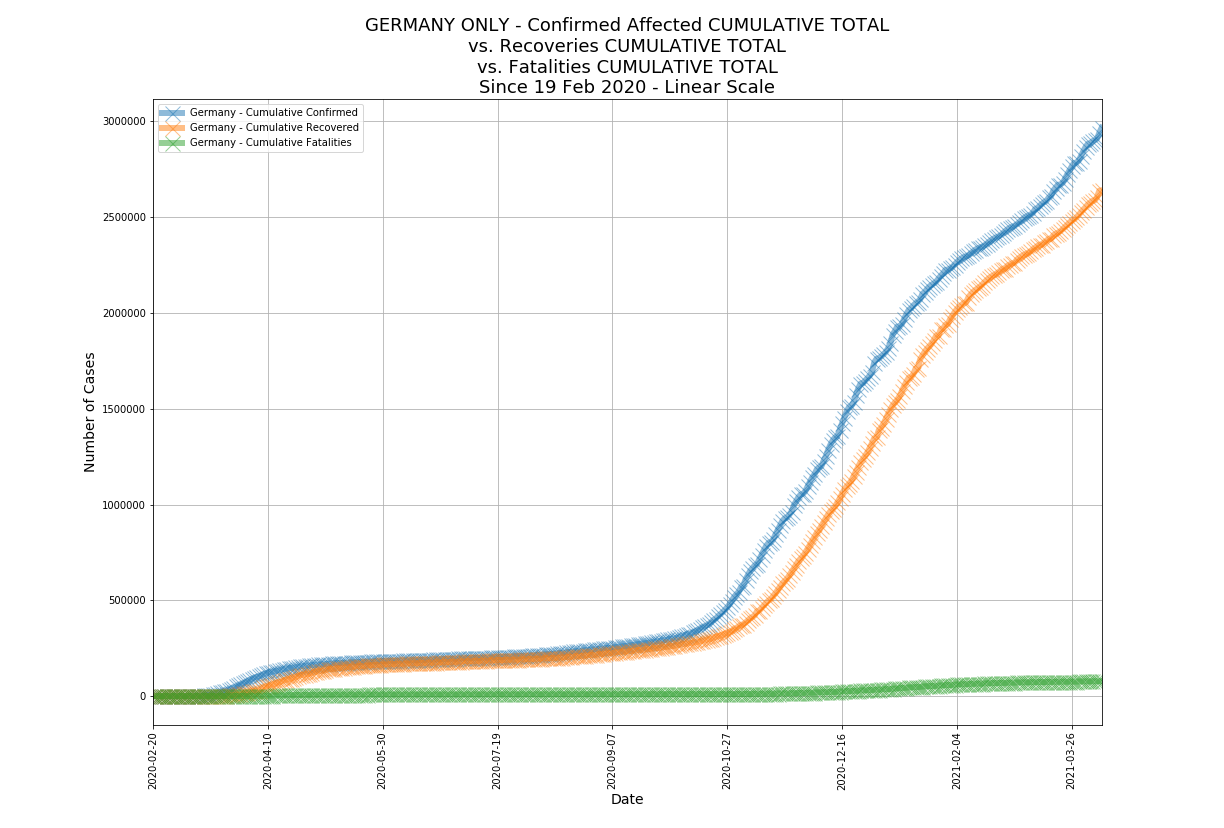 GERMANY ONLY - Confirmed Affected CUMULATIVE TOTAL
vs. Recoveries CUMULATIVE TOTAL
vs. Fatalities CUMULATIVE TOTAL
Since 19 Feb 2020 - Linear Scale
Germany - Cumulative Confirmed
Germany - Cumulative Recovered
Germany - Cumulative Fatalities
Number of Cases
3000000
2500000
2000000
1500000
1000000
500000
0
2020-02-20
2020-04-10
2020-05-30
2020-07-19
2020-09-07
2020-10-27
2020-12-16
2021-02-04
2021-03-26
Date